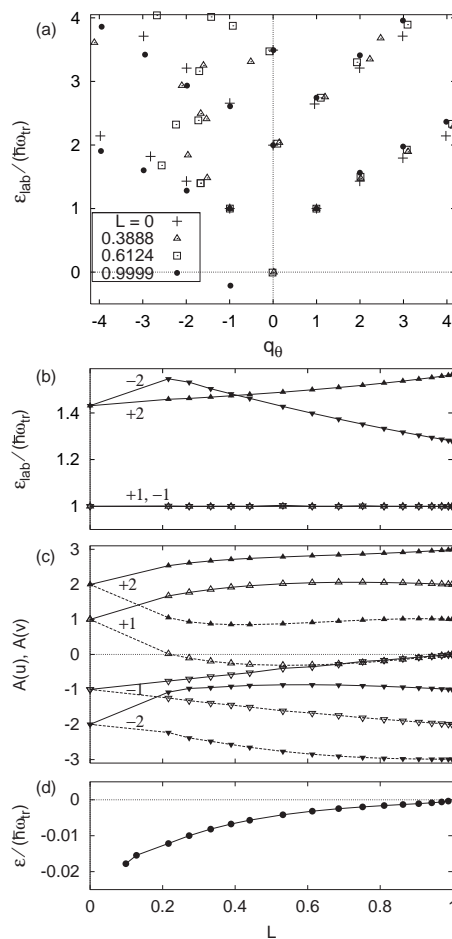 (a)
4
3
2
1
0
ε_lab/(ħω_tr)
L = 0
0.3888
0.6124
0.9999
-4 -3 -2 -1 0 1 2 3 4
q_θ
(b)
−2
+2
1.4
1.2
1
+1, −1
ε_lab/(ħω_tr)
(c)
3
2
1
0
-1
-2
-3
+2
+1
−1
−2
A(u), A(v)
(d)
0
-0.01
-0.02
ε/(ħω_tr)
0 0.2 0.4 0.6 0.8 1
L